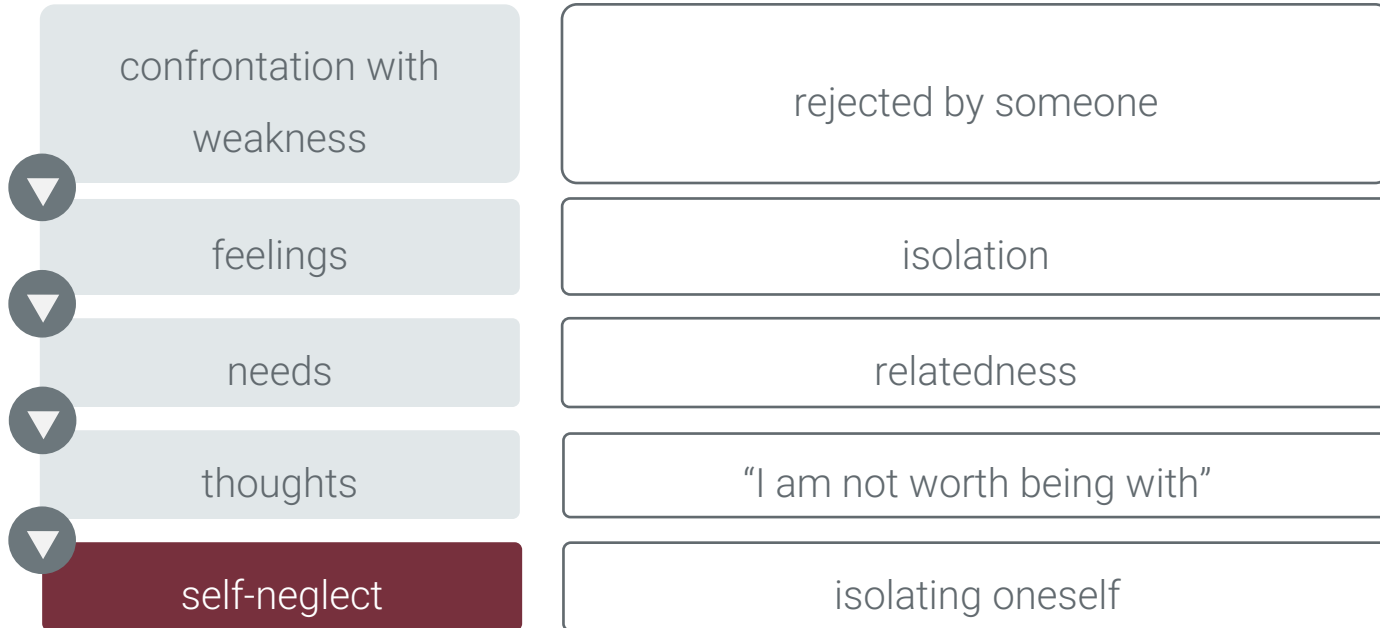 confrontation with
weakness
rejected by someone
feelings
isolation
needs
relatedness
thoughts
“I am not worth being with”
self-neglect
isolating oneself